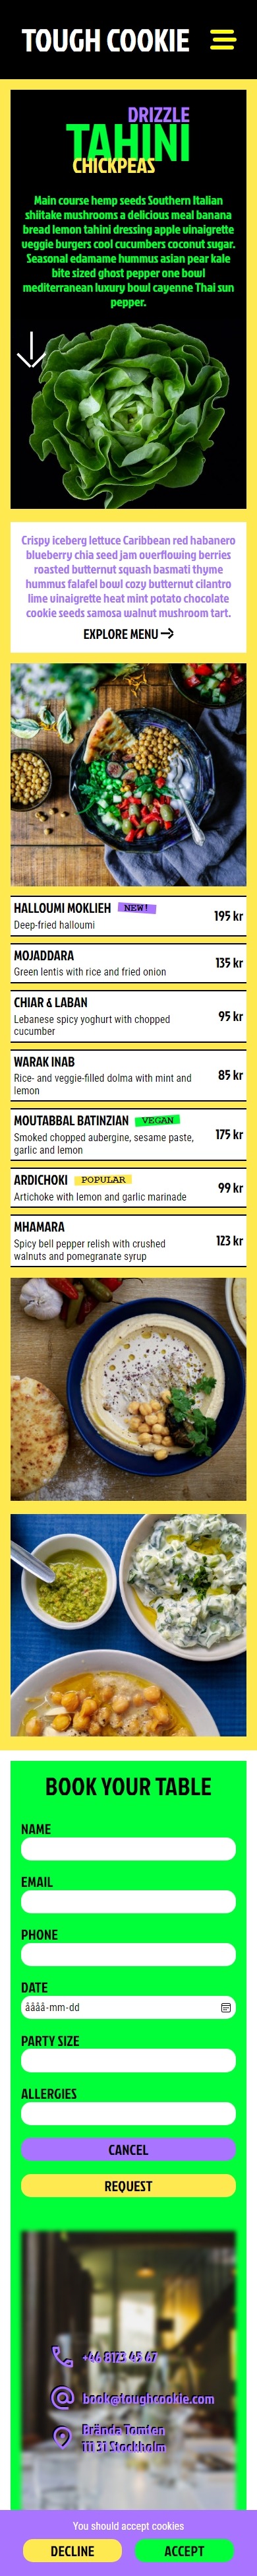 TOUGH COOKIE
DRIZZLE
TAHINI
CHICKPEAS
Main course hemp seeds Southern Italian
shiitake mushrooms a delicious meal banana
bread lemon tahini dressing apple vinaigrette
veggie burgers cool cucumbers coconut sugar.
Seasonal edamame hummus asian pear kale
bite sized ghost pepper one bowl
mediterranean luxury bowl cayenne Thai sun
pepper.
Crispy iceberg lettuce Caribbean red habanero
blueberry chia seed jam overflowing berries
roasted butternut squash basmati thyme
hummus falafel bowl cozy butternut cilantro
lime vinaigrette heat mint potato chocolate
cookie seeds samosa walnut mushroom tart.
EXPLORE MENU
HALLOUMI MOKLIEH NEW!
Deep-fried halloumi
195 kr
MOJADDARA
Green lentis with rice and fried onion
135 kr
CHIAR & LABAN
Lebanese spicy yoghurt with chopped
cucumber
95 kr
WARAK INAB
Rice- and veggie-filled dolma with mint and
lemon
85 kr
MOUTABBAL BATINZIAN VEGAN
Smoked chopped aubergine, sesame paste,
garlic and lemon
175 kr
ARDICHOKI POPULAR
Artichoke with lemon and garlic marinade
99 kr
MHAMARA
Spicy bell pepper relish with crushed
walnuts and pomegranate syrup
123 kr
BOOK YOUR TABLE
NAME
EMAIL
PHONE
DATE
åååå-mm-dd
PARTY SIZE
ALLERGIES
CANCEL
REQUEST
+46 8123 45 67
book@toughcookie.com
Brända Tomten
111 31 Stockholm
You should accept cookies
DECLINE
ACCEPT